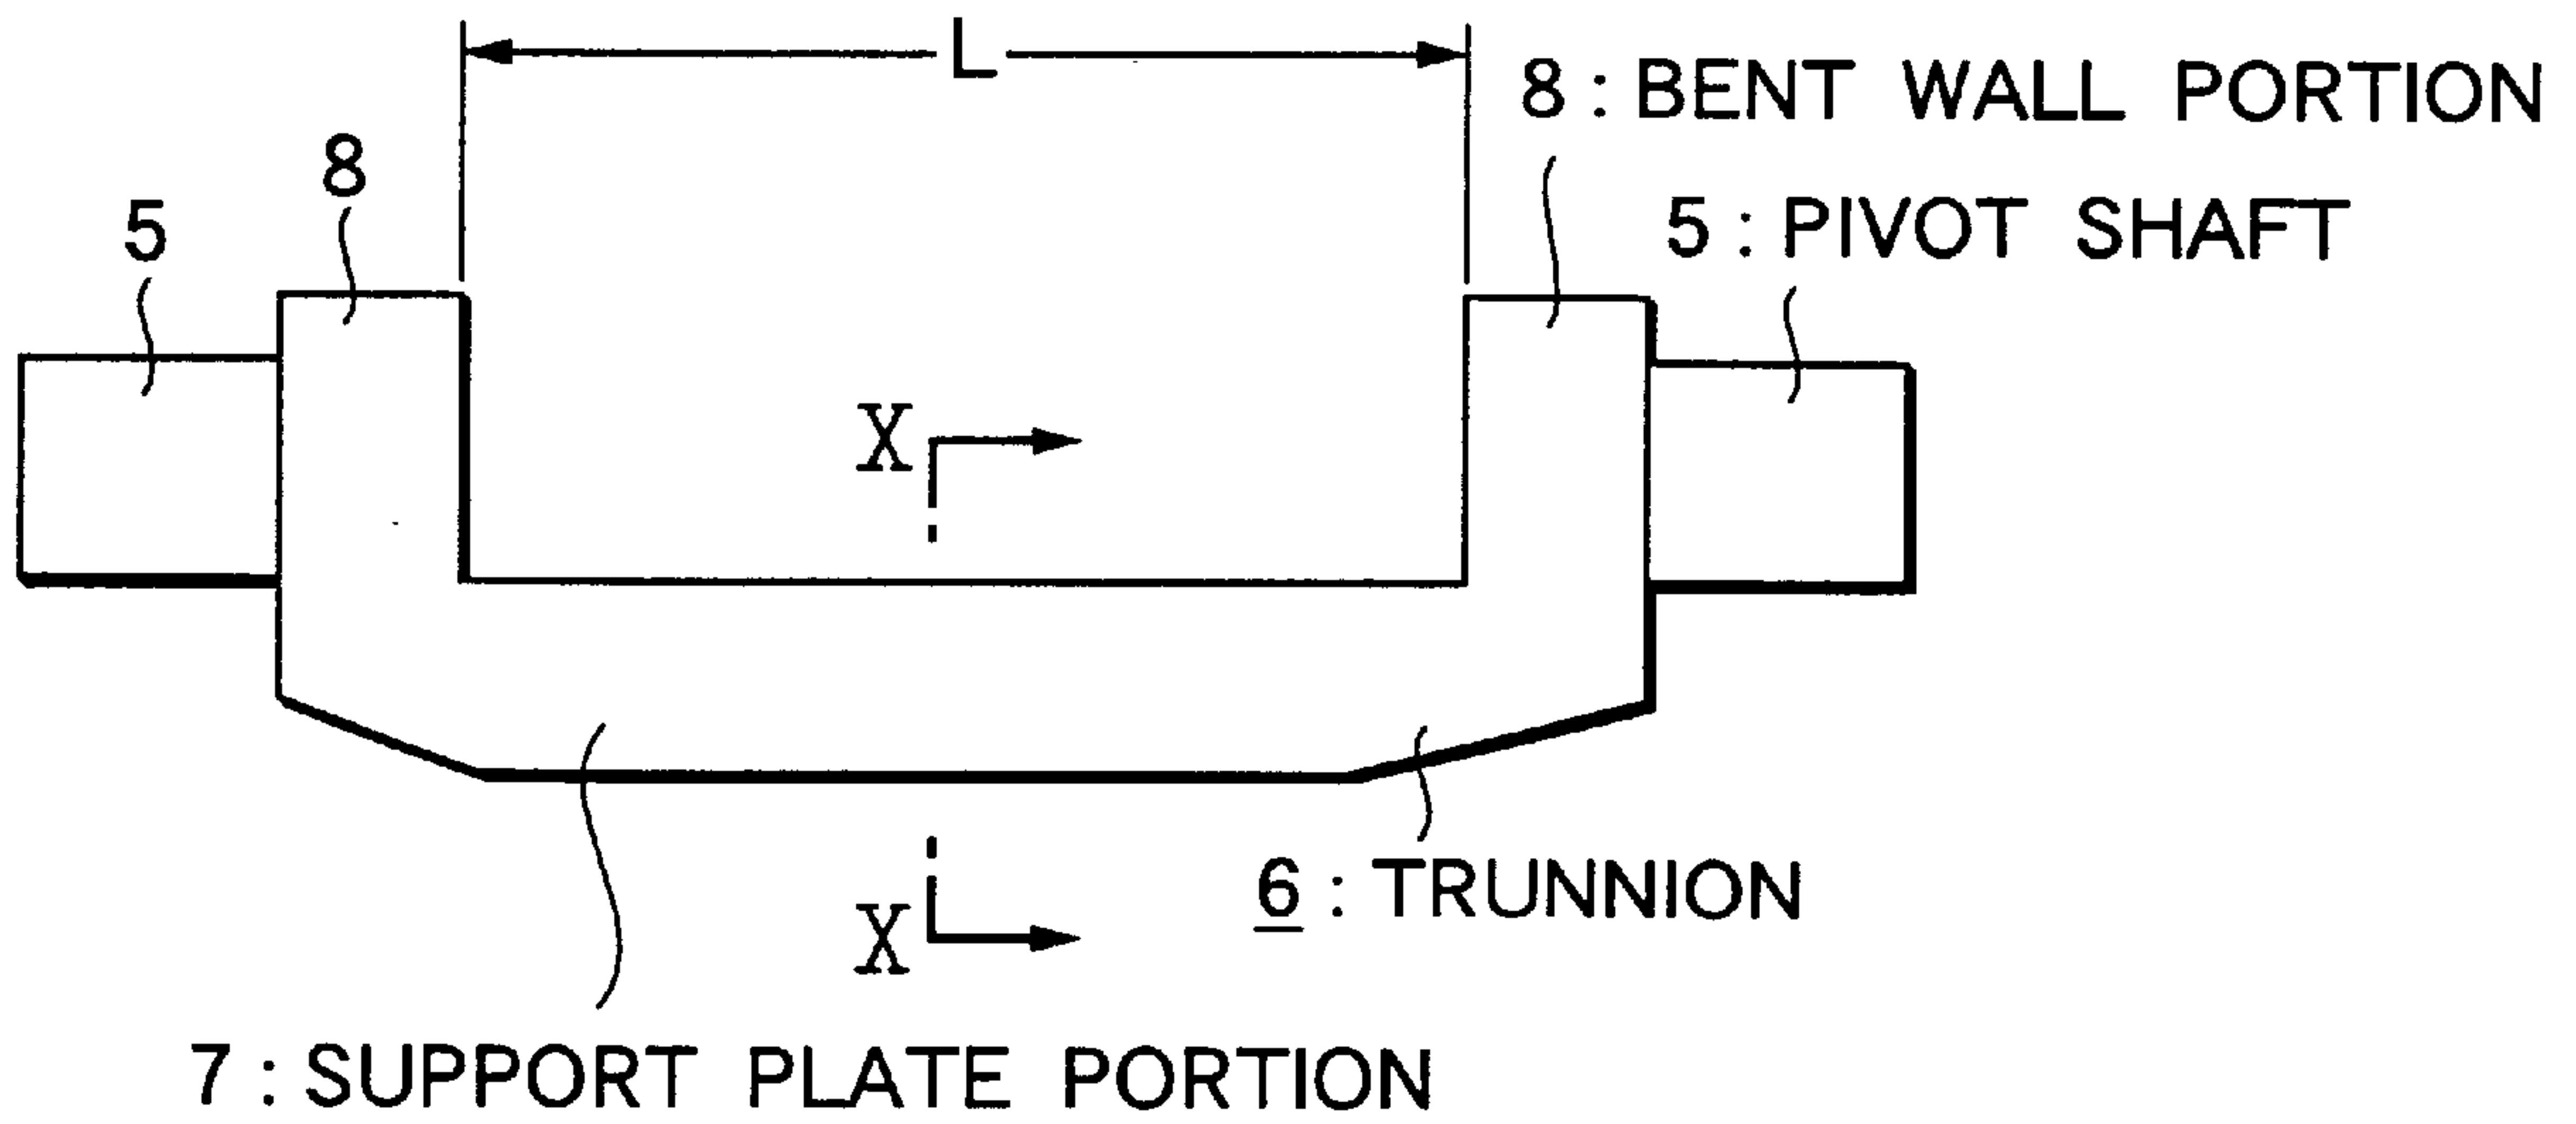 L
8 : BENT WALL PORTION
8
5
5 : PIVOT SHAFT
X
6 : TRUNNION
X
7 : SUPPORT PLATE PORTION